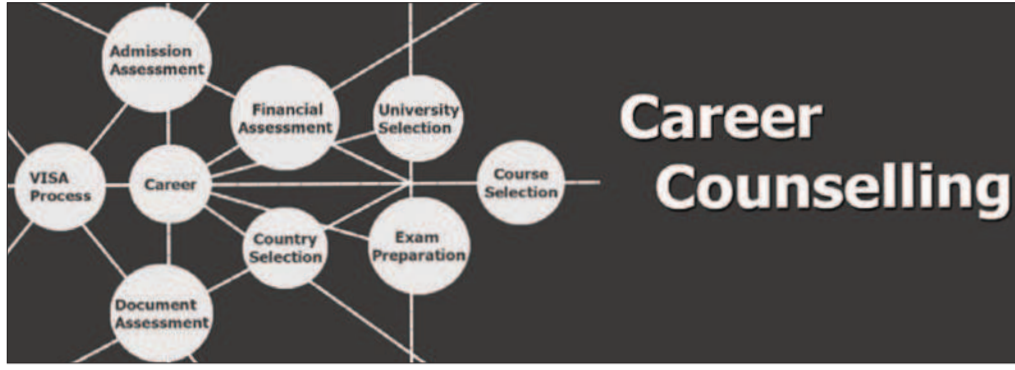 Admission
Assessment
Financial
Assessment
University
Selection
VISA
Process
Career
Course
Selection
Country
Selection
Exam
Preparation
Document
Assessment
Career
Counselling